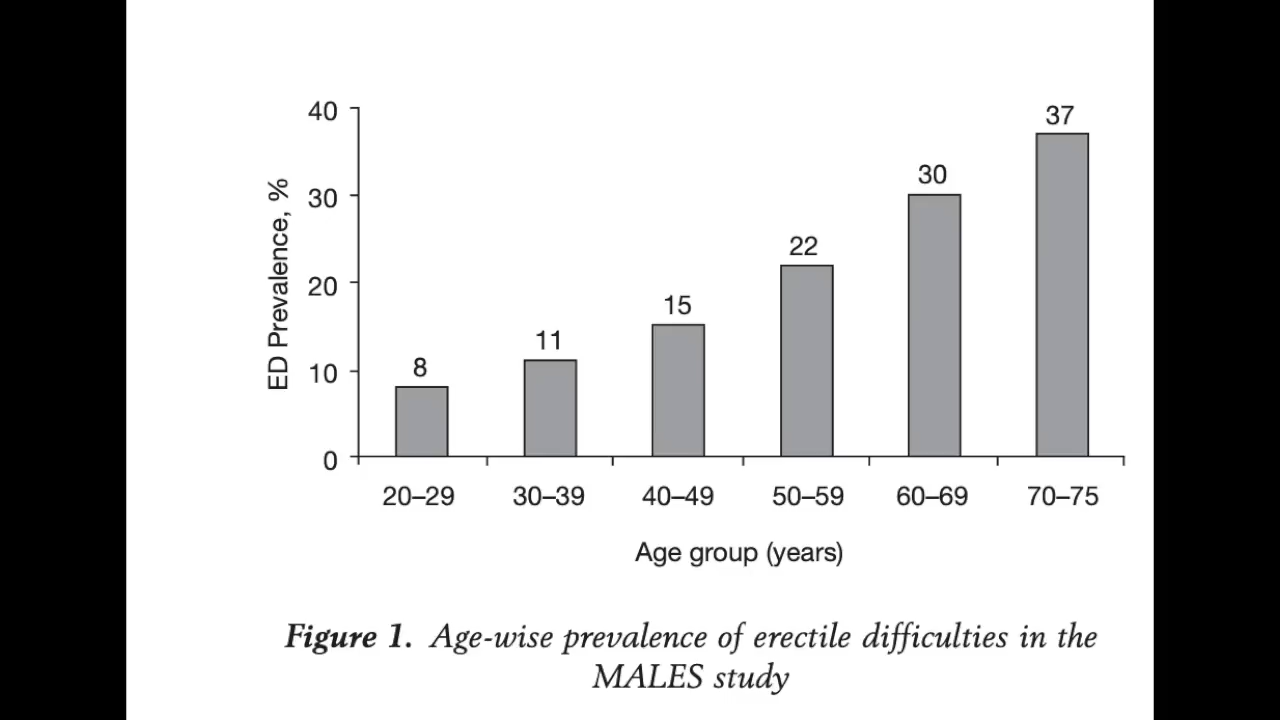 40
37
30
30
ED Prevalence, %
22
20
15
11
10
8
0
20–29 30–39 40–49 50–59 60–69 70–75
Age group (years)
Figure 1. Age-wise prevalence of erectile difficulties in the
MALES study